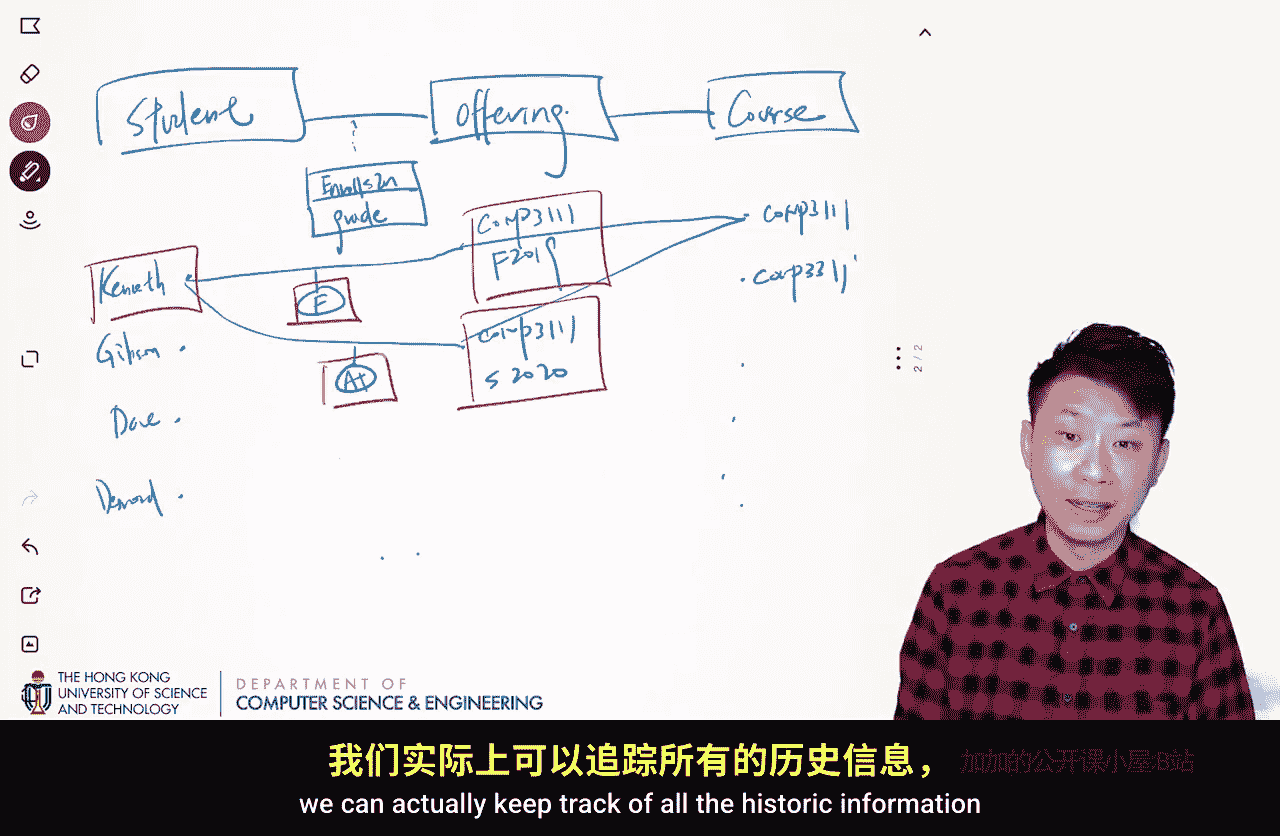 Student
Offering
Course
EnrollsIn
grade
Comp3111
F2019
comp3111
comp3311
Kenneth
F
Gibson
comp3111
S 2020
A+
Dave
2 / 2
THE HONG KONG
UNIVERSITY OF SCIENCE
AND TECHNOLOGY
DEPARTMENT OF
COMPUTER SCIENCE & ENGINEERING
我们实际上可以追踪所有的历史信息，
加加的公开课小屋:B站
we can actually keep track of all the historic information